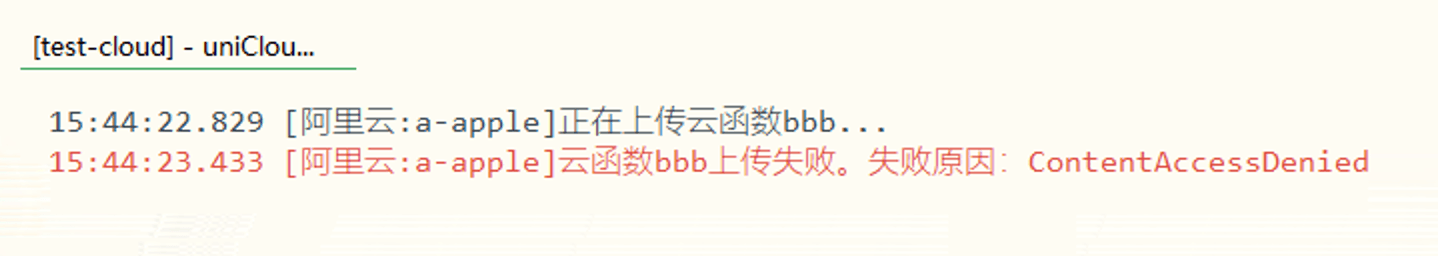 [test-cloud] - uniClou...
15:44:22.829 [阿里云:a-apple]正在上传云函数bbb...
15:44:23.433 [阿里云:a-apple]云函数bbb上传失败。失败原因：ContentAccessDenied